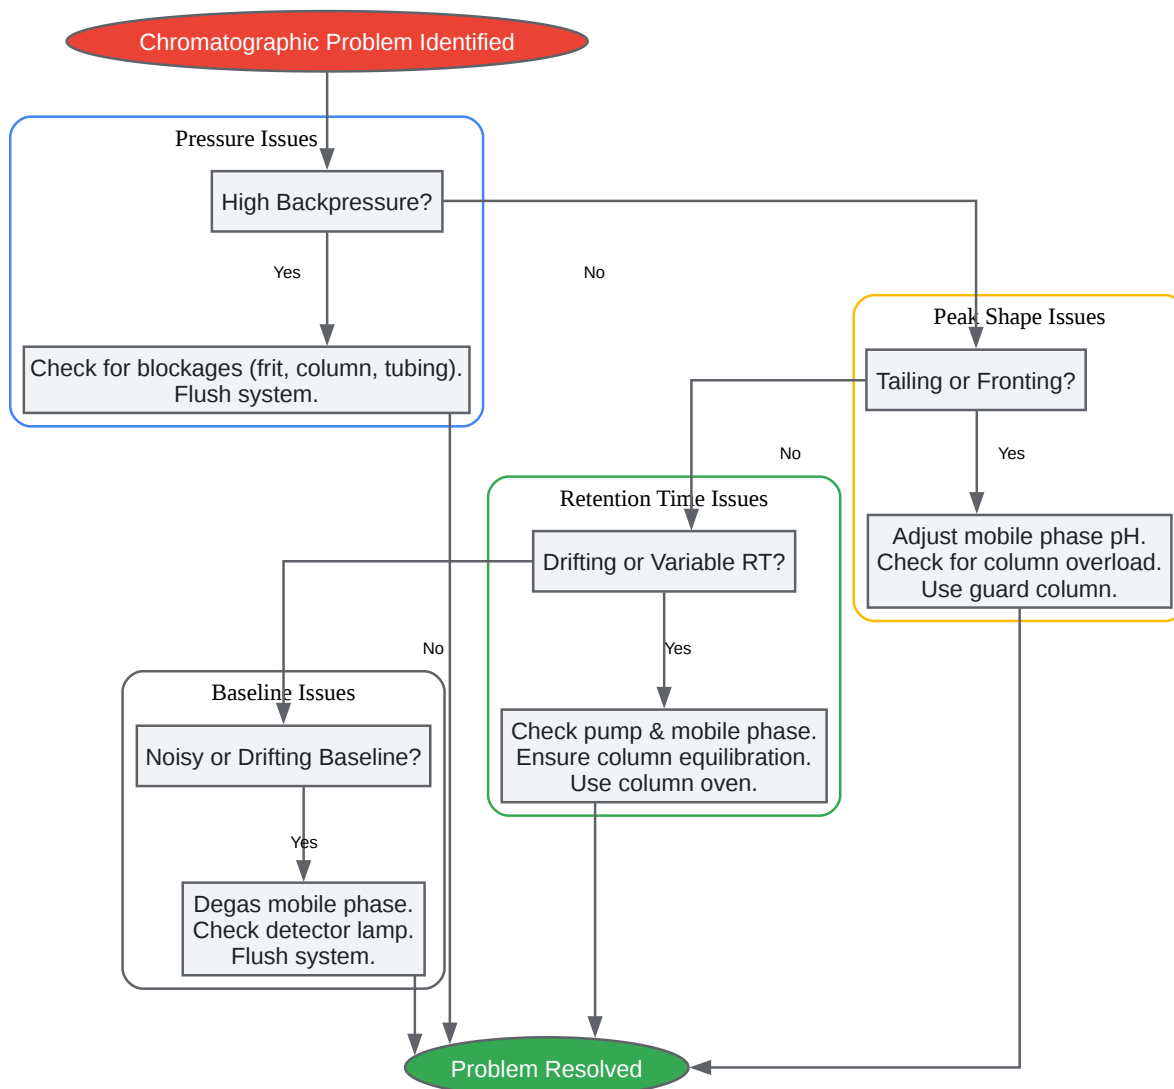 Chromatographic Problem Identified
Pressure Issues
High Backpressure?
Yes
No
Check for blockages (frit, column, tubing).
Flush system.
Peak Shape Issues
Tailing or Fronting?
No
Yes
Adjust mobile phase pH.
Check for column overload.
Use guard column.
Retention Time Issues
Drifting or Variable RT?
No
Yes
Check pump & mobile phase.
Ensure column equilibration.
Use column oven.
Baseline Issues
Noisy or Drifting Baseline?
Yes
Degas mobile phase.
Check detector lamp.
Flush system.
Problem Resolved